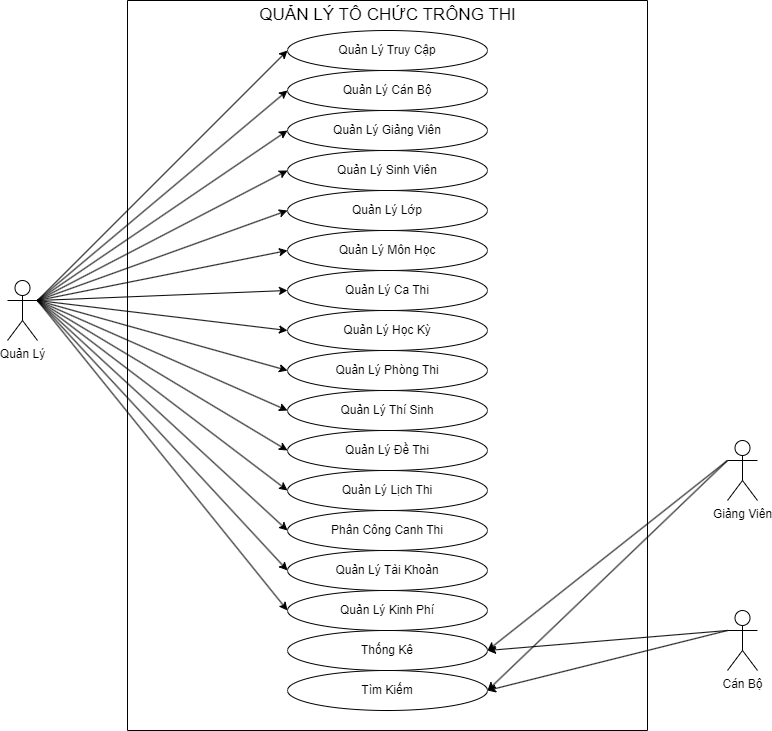 QUẢN LÝ TÔ CHỨC TRÔNG THI
Quản Lý Truy Cập
Quản Lý Cán Bộ
Quản Lý Giảng Viên
Quản Lý Sinh Viên
Quản Lý Lớp
Quản Lý Môn Học
Quản Lý Ca Thi
Quản Lý Học Kỳ
Quản Lý Phòng Thi
Quản Lý Thí Sinh
Quản Lý Đề Thi
Quản Lý Lịch Thi
Phân Công Canh Thi
Quản Lý Tài Khoản
Quản Lý Kinh Phí
Thống Kê
Tìm Kiếm
Quản Lý
Giảng Viên
Cán Bộ